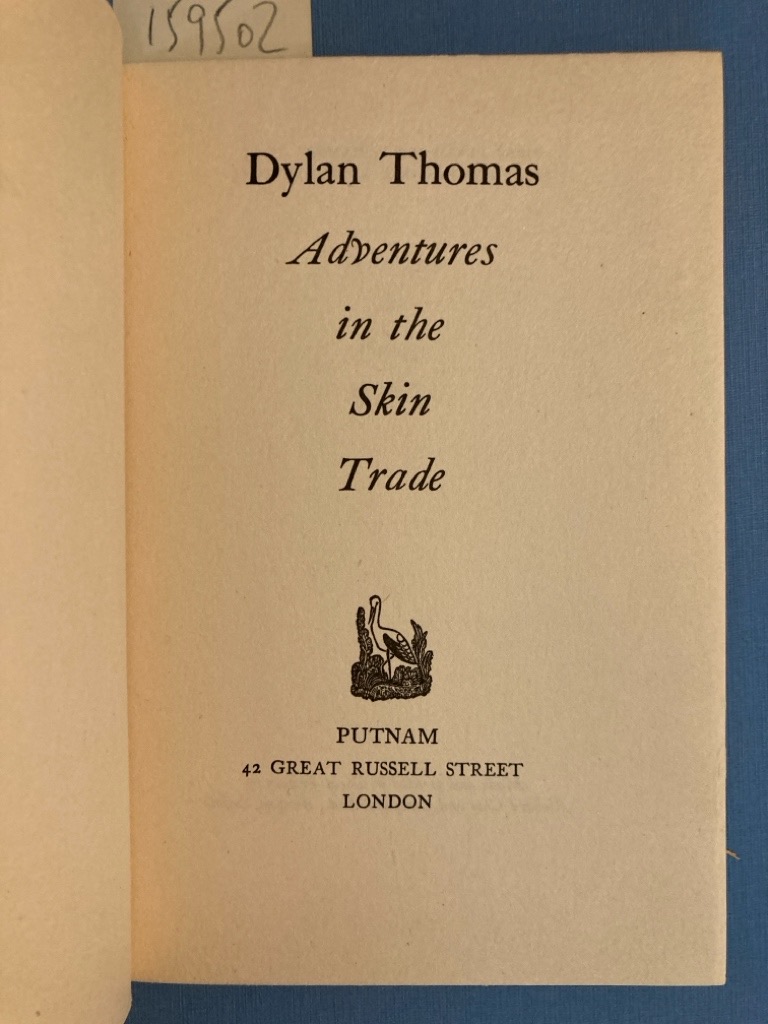 159502
Dylan Thomas
Adventures
in the
Skin
Trade
PUTNAM
42 GREAT RUSSELL STREET
LONDON